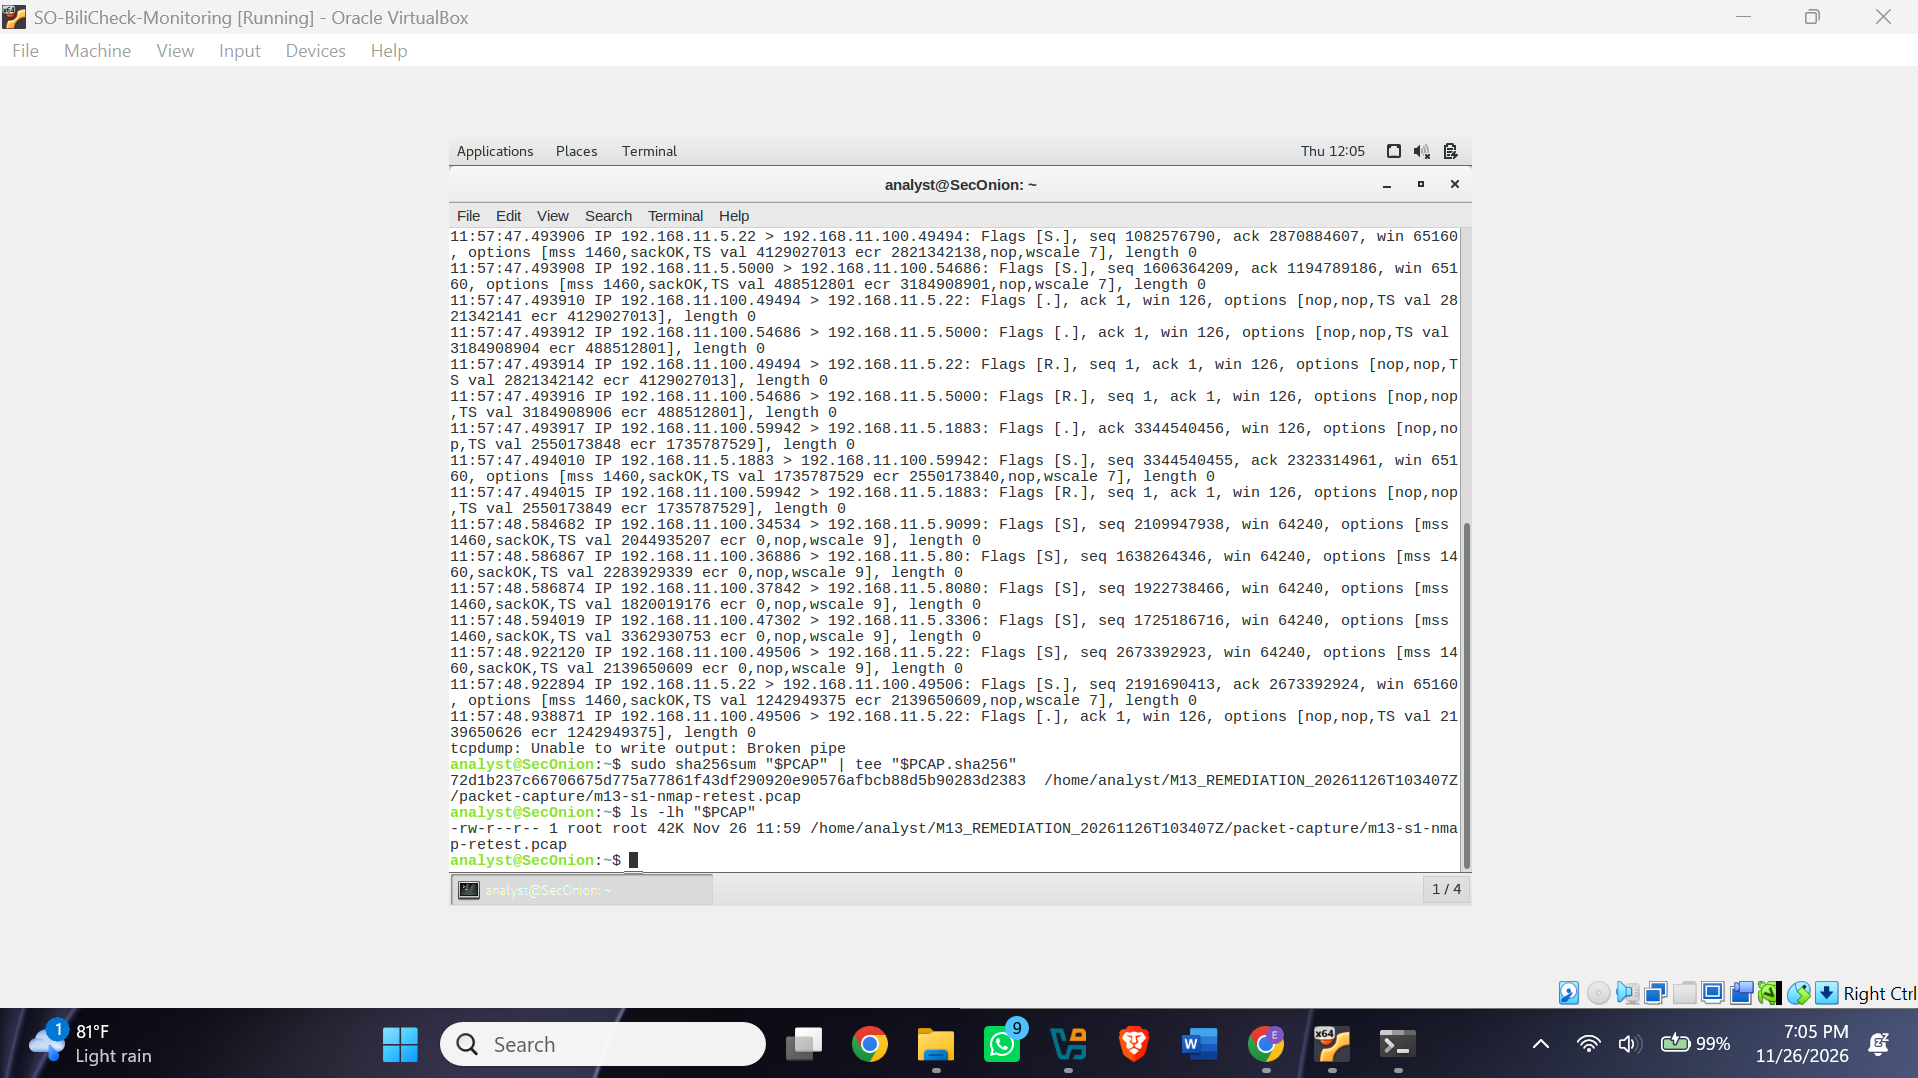 SO-BiliCheck-Monitoring [Running] - Oracle VirtualBox
File Machine View Input Devices Help
Applications Places Terminal Thu 12:05
analyst@SecOnion: ~
File Edit View Search Terminal Help
11:57:47.493906 IP 192.168.11.5.22 > 192.168.11.100.49494: Flags [S.], seq 1082576790, ack 2870884607, win 65160
, options [mss 1460,sackOK,TS val 4129027013 ecr 2821342138,nop,wscale 7], length 0
11:57:47.493908 IP 192.168.11.5.5000 > 192.168.11.100.54686: Flags [S.], seq 1606364209, ack 1194789186, win 651
60, options [mss 1460,sackOK,TS val 488512801 ecr 3184908901,nop,wscale 7], length 0
11:57:47.493910 IP 192.168.11.100.49494 > 192.168.11.5.22: Flags [.], ack 1, win 126, options [nop,nop,TS val 28
21342141 ecr 4129027013], length 0
11:57:47.493912 IP 192.168.11.100.54686 > 192.168.11.5.5000: Flags [.], ack 1, win 126, options [nop,nop,TS val
3184908904 ecr 488512801], length 0
11:57:47.493914 IP 192.168.11.100.49494 > 192.168.11.5.22: Flags [R.], seq 1, ack 1, win 126, options [nop,nop,T
S val 2821342142 ecr 4129027013], length 0
11:57:47.493916 IP 192.168.11.100.54686 > 192.168.11.5.5000: Flags [R.], seq 1, ack 1, win 126, options [nop,nop
,TS val 3184908906 ecr 488512801], length 0
11:57:47.493917 IP 192.168.11.100.59942 > 192.168.11.5.1883: Flags [.], ack 3344540456, win 126, options [nop,no
p,TS val 2550173848 ecr 1735787529], length 0
11:57:47.494010 IP 192.168.11.5.1883 > 192.168.11.100.59942: Flags [S.], seq 3344540455, ack 2323314961, win 651
60, options [mss 1460,sackOK,TS val 1735787529 ecr 2550173840,nop,wscale 7], length 0
11:57:47.494015 IP 192.168.11.100.59942 > 192.168.11.5.1883: Flags [R.], seq 1, ack 1, win 126, options [nop,nop
,TS val 2550173849 ecr 1735787529], length 0
11:57:48.584682 IP 192.168.11.100.34534 > 192.168.11.5.9099: Flags [S], seq 2109947938, win 64240, options [mss
1460,sackOK,TS val 2044935207 ecr 0,nop,wscale 9], length 0
11:57:48.586867 IP 192.168.11.100.36886 > 192.168.11.5.80: Flags [S], seq 1638264346, win 64240, options [mss 14
60,sackOK,TS val 2283929339 ecr 0,nop,wscale 9], length 0
11:57:48.586874 IP 192.168.11.100.37842 > 192.168.11.5.8080: Flags [S], seq 1922738466, win 64240, options [mss
1460,sackOK,TS val 1820019176 ecr 0,nop,wscale 9], length 0
11:57:48.594019 IP 192.168.11.100.47302 > 192.168.11.5.3306: Flags [S], seq 1725186716, win 64240, options [mss
1460,sackOK,TS val 3362930753 ecr 0,nop,wscale 9], length 0
11:57:48.922120 IP 192.168.11.100.49506 > 192.168.11.5.22: Flags [S], seq 2673392923, win 64240, options [mss 14
60,sackOK,TS val 2139650609 ecr 0,nop,wscale 9], length 0
11:57:48.922894 IP 192.168.11.5.22 > 192.168.11.100.49506: Flags [S.], seq 2191690413, ack 2673392924, win 65160
, options [mss 1460,sackOK,TS val 1242949375 ecr 2139650609,nop,wscale 7], length 0
11:57:48.938871 IP 192.168.11.100.49506 > 192.168.11.5.22: Flags [.], ack 1, win 126, options [nop,nop,TS val 21
39650626 ecr 1242949375], length 0
tcpdump: Unable to write output: Broken pipe
analyst@SecOnion:~$ sudo sha256sum "$PCAP" | tee "$PCAP.sha256"
72d1b237c66706675d775a77861f43df290920e90576afbcb88d5b90283d2383  /home/analyst/M13_REMEDIATION_20261126T103407Z
/packet-capture/m13-s1-nmap-retest.pcap
analyst@SecOnion:~$ ls -lh "$PCAP"
-rw-r--r-- 1 root root 42K Nov 26 11:59 /home/analyst/M13_REMEDIATION_20261126T103407Z/packet-capture/m13-s1-nma
p-retest.pcap
analyst@SecOnion:~$
analyst@SecOnion: ~
1 / 4
Right Ctrl
1
81°F
Light rain
Search
9
E
x64
99%
7:05 PM
11/26/2026